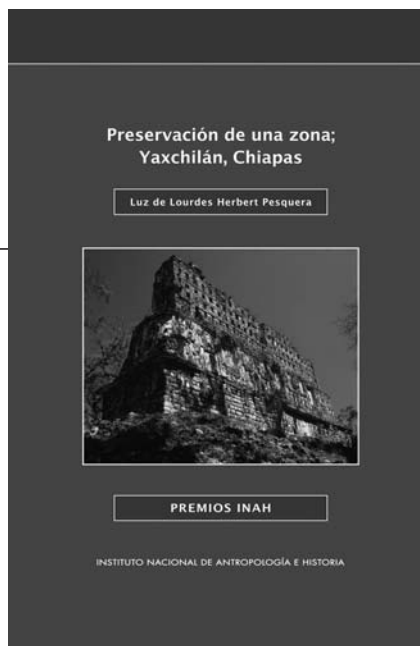 Preservación de una zona;
Yaxchilán, Chiapas
Luz de Lourdes Herbert Pesquera
PREMIOS INAH
INSTITUTO NACIONAL DE ANTROPOLOGÍA E HISTORIA